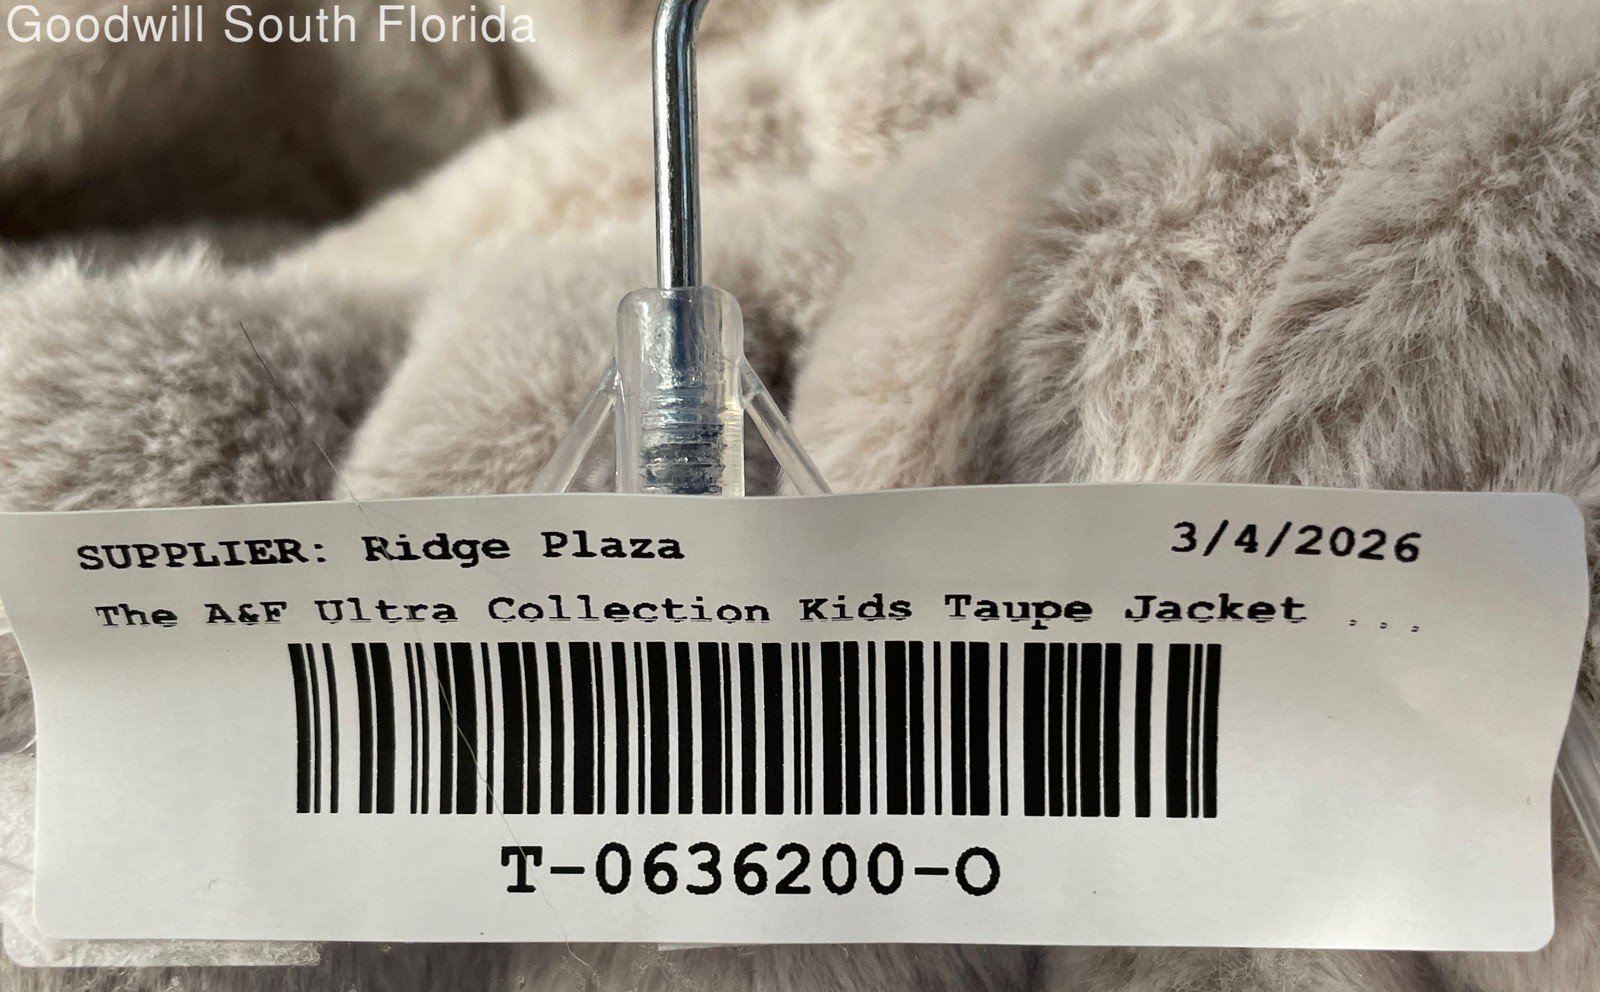 Goodwill South Florida
SUPPLIER: Ridge Plaza
3/4/2026
The A&F Ultra Collection Kids Taupe Jacket ...
T-0636200-O